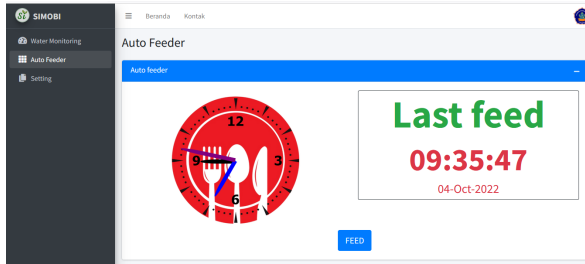 SIMOBI
Beranda Kontak
Water Monitoring
Auto Feeder
Setting
Auto Feeder
Auto feeder
12
9 3
6
Last feed
09:35:47
04-Oct-2022
FEED